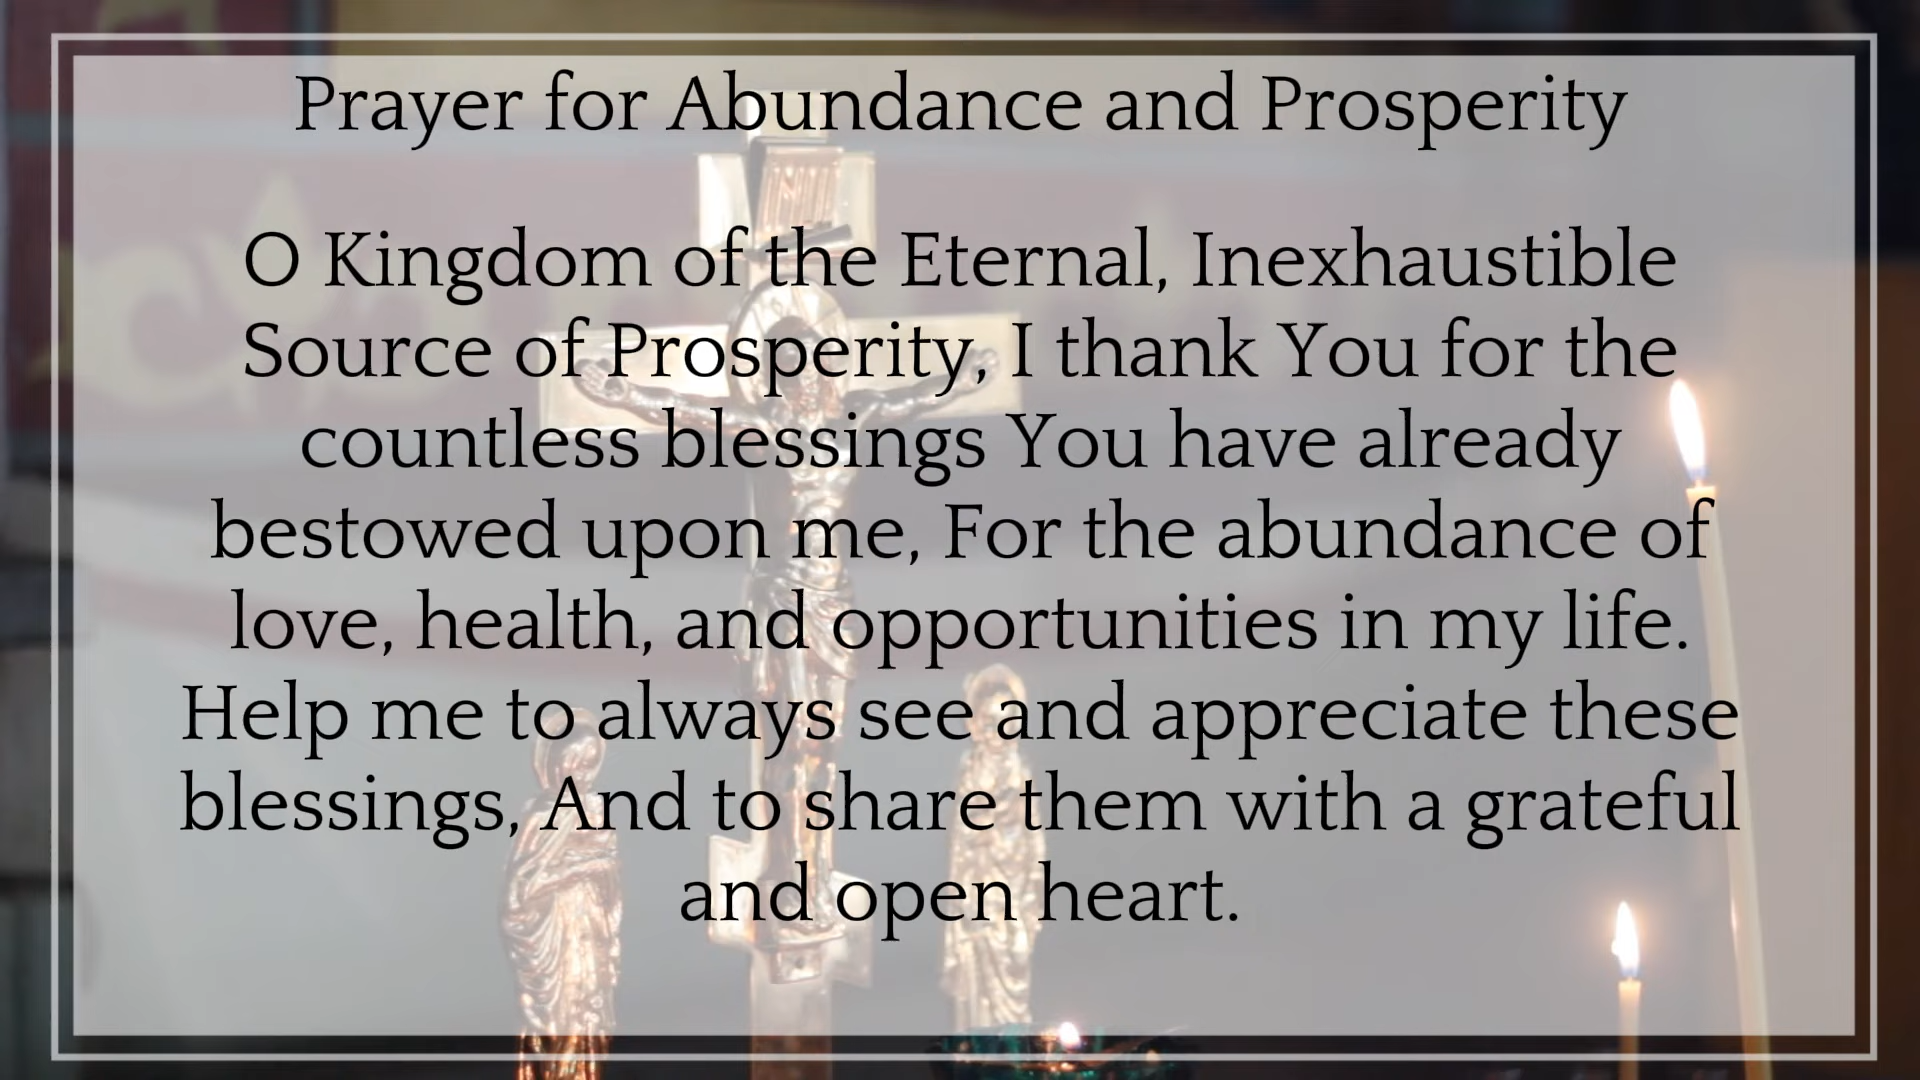 Prayer for Abundance and Prosperity
O Kingdom of the Eternal, Inexhaustible
Source of Prosperity, I thank You for the
countless blessings You have already
bestowed upon me, For the abundance of
love, health, and opportunities in my life.
Help me to always see and appreciate these
blessings, And to share them with a grateful
and open heart.